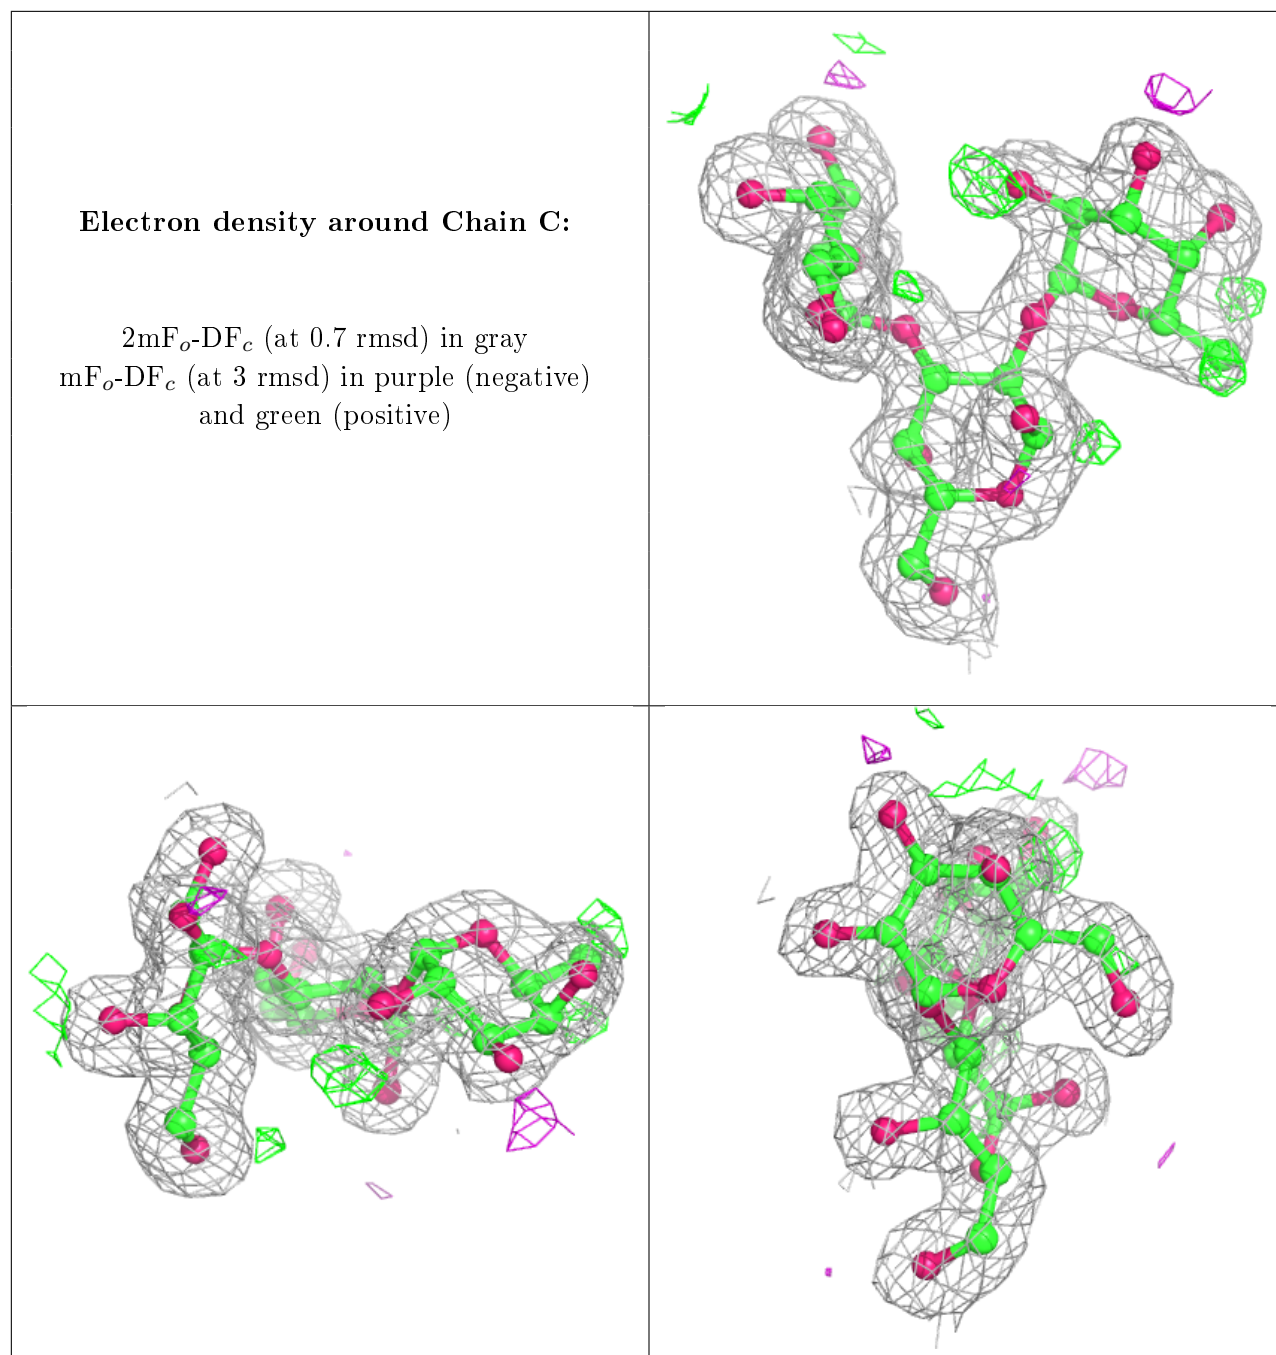 Electron density around Chain C:
2mFo-DFc (at 0.7 rmsd) in gray
mFo-DFc (at 3 rmsd) in purple (negative)
and green (positive)